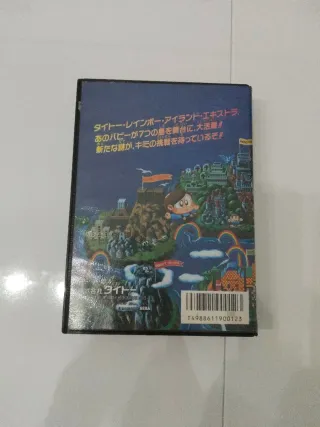 タイトー・レインボー・アイランド・エキストラ
あのバビーが7つの島を舞台に、大活躍!!
新たな謎が、キミの挑戦を待っているぞ!!
タイトー
SEGA
T4988611900123